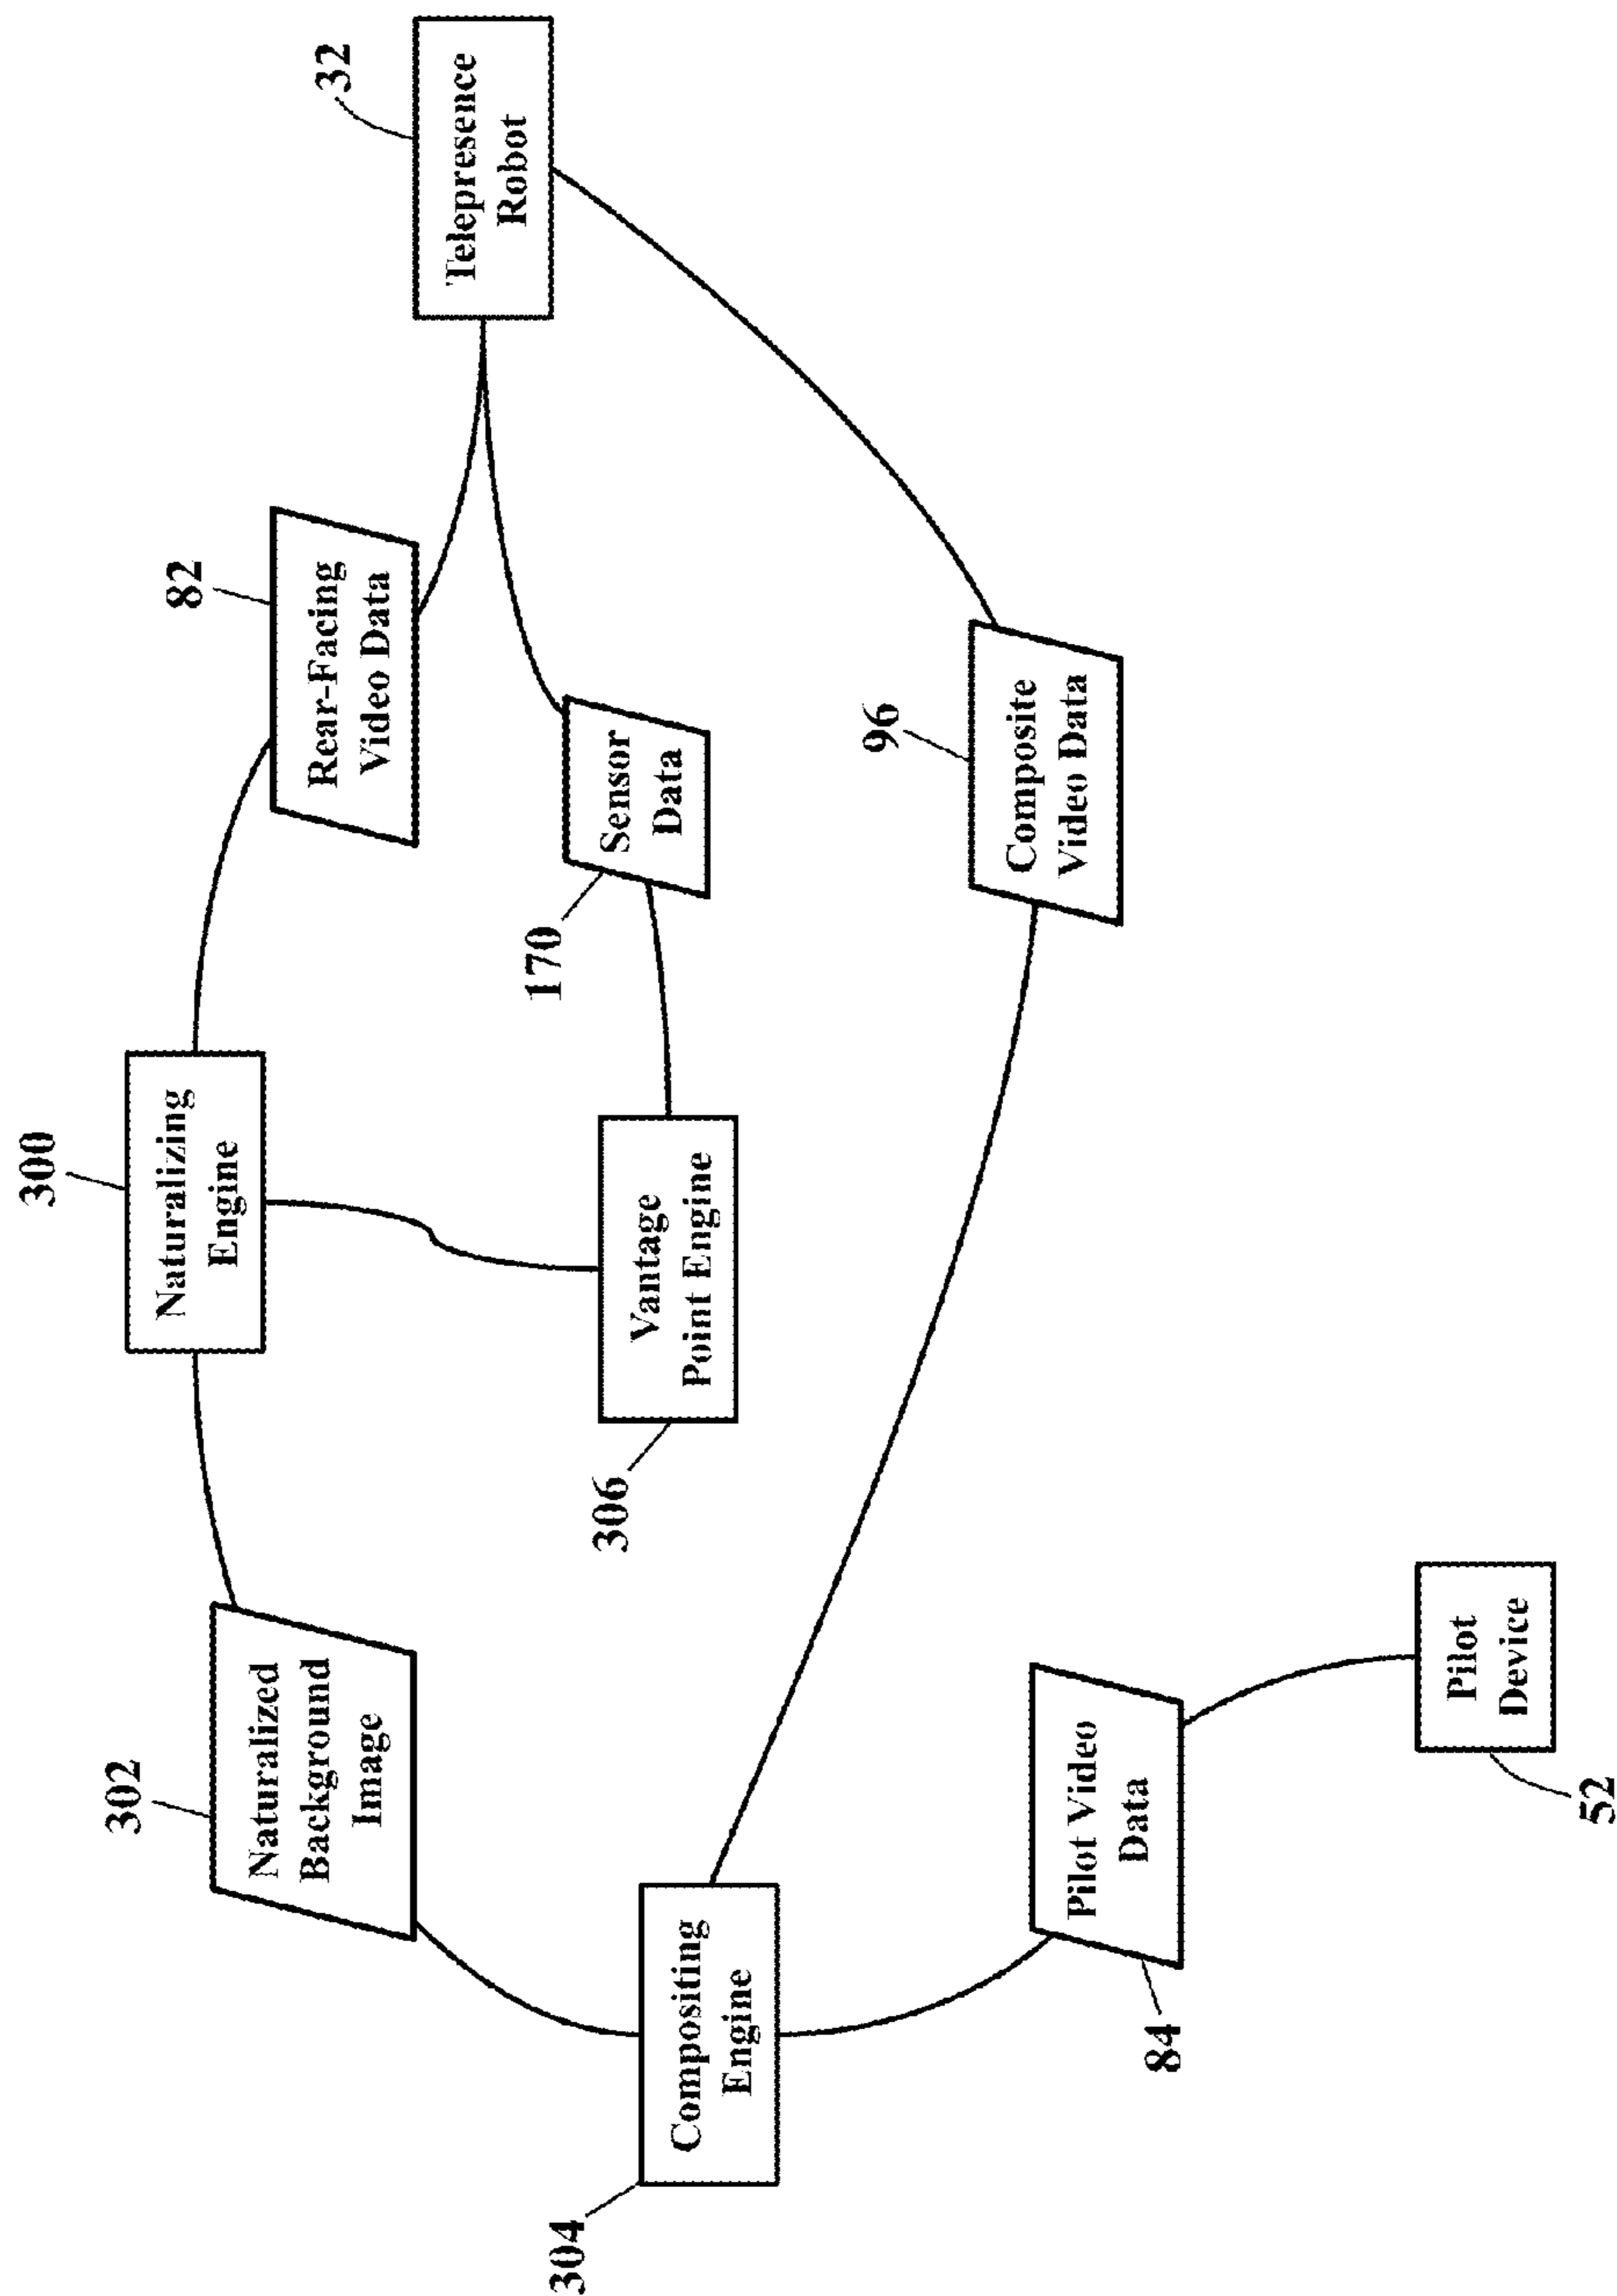 300
Naturalizing
Engine
302
Naturalized
Background
Image
82
Rear-Facing
Video Data
32
Telepresence
Robot
170
Sensor
Data
306
Vantage
Point Engine
304
Compositing
Engine
96
Composite
Video Data
84
Pilot Video
Data
52
Pilot
Device